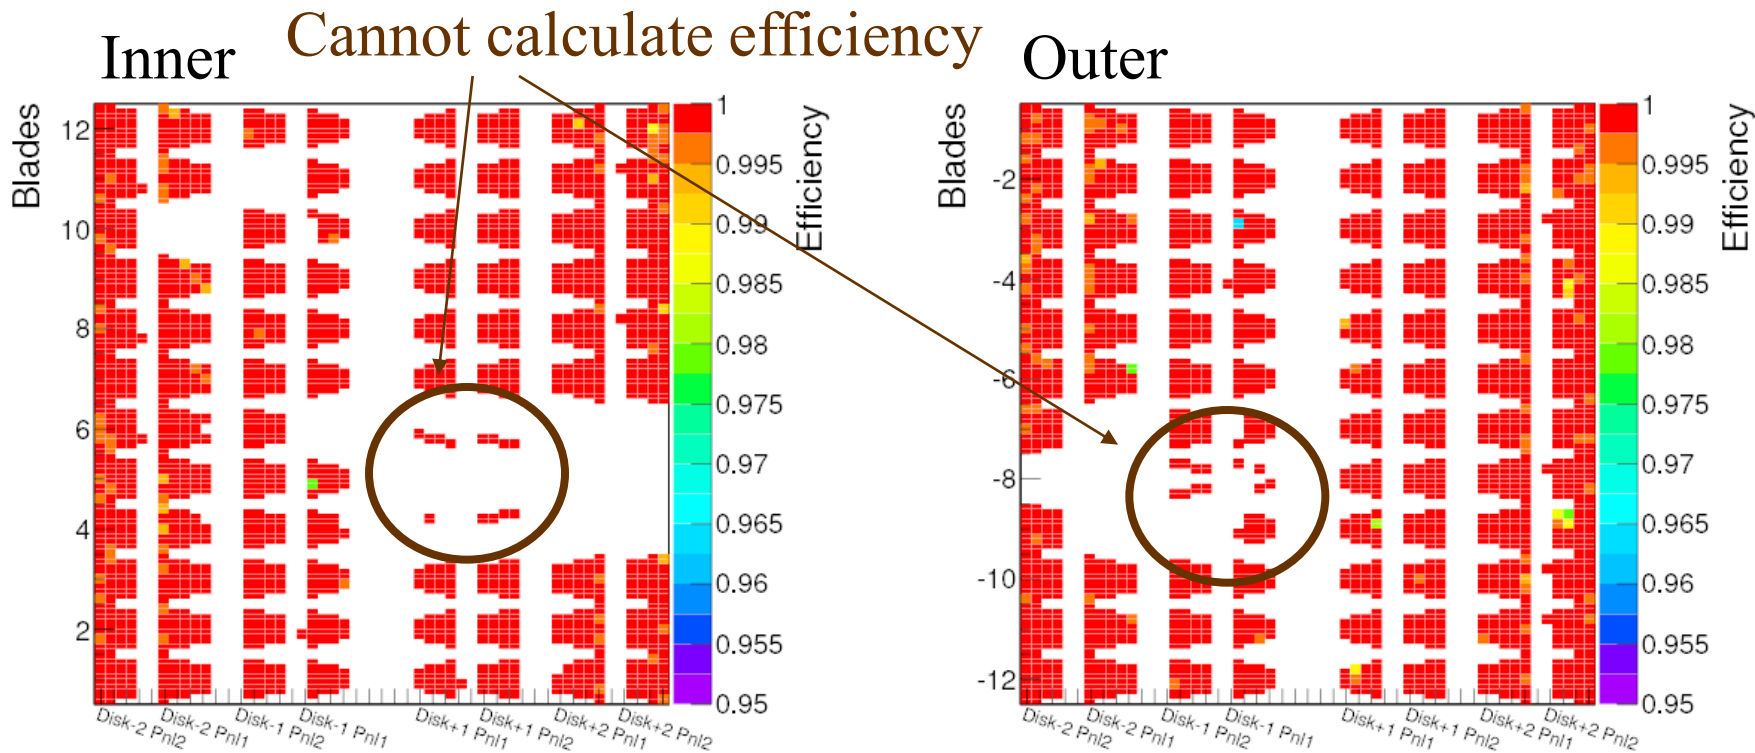 Inner
Cannot calculate efficiency
Outer
Blades
12
10
8
6
4
2
1
0.995
0.99
0.985
0.98
0.975
0.97
0.965
0.96
0.955
0.95
Efficiency
Disk-2 Pnl2
Disk-2 Pnl1
Disk-1 Pnl2
Disk-1 Pnl1
Disk+1 Pnl1
Disk+1 Pnl2
Disk+2 Pnl1
Disk+2 Pnl2
Blades
-2
-4
-6
-8
-10
-12
1
0.995
0.99
0.985
0.98
0.975
0.97
0.965
0.96
0.955
0.95
Efficiency
Disk-2 Pnl2
Disk-2 Pnl1
Disk-1 Pnl2
Disk-1 Pnl1
Disk+1 Pnl1
Disk+1 Pnl2
Disk+2 Pnl1
Disk+2 Pnl2